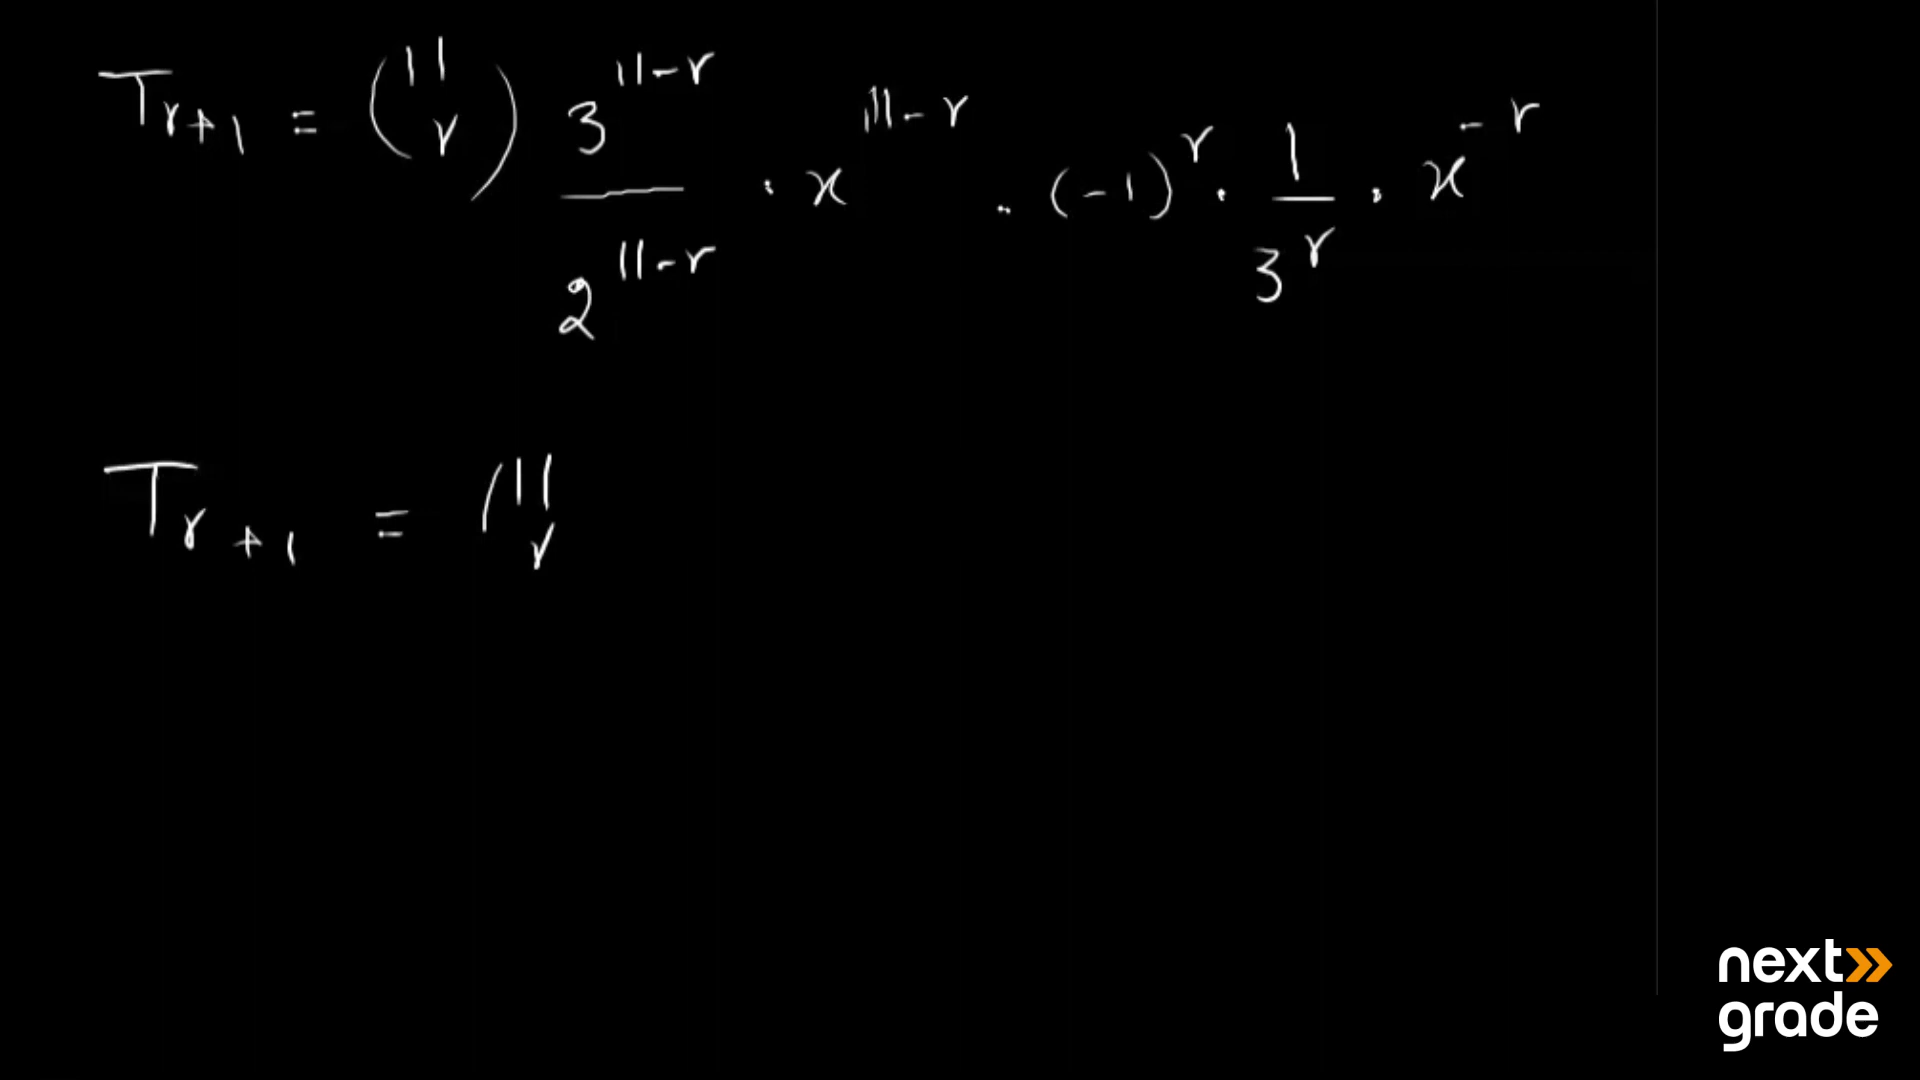 T_{r+1} = (11 r) 3^{11-r} / 2^{11-r} · x^{11-r} · (-1)^r · 1/3^r · x^{-r}
T_{r+1} = (11 r
next
grade